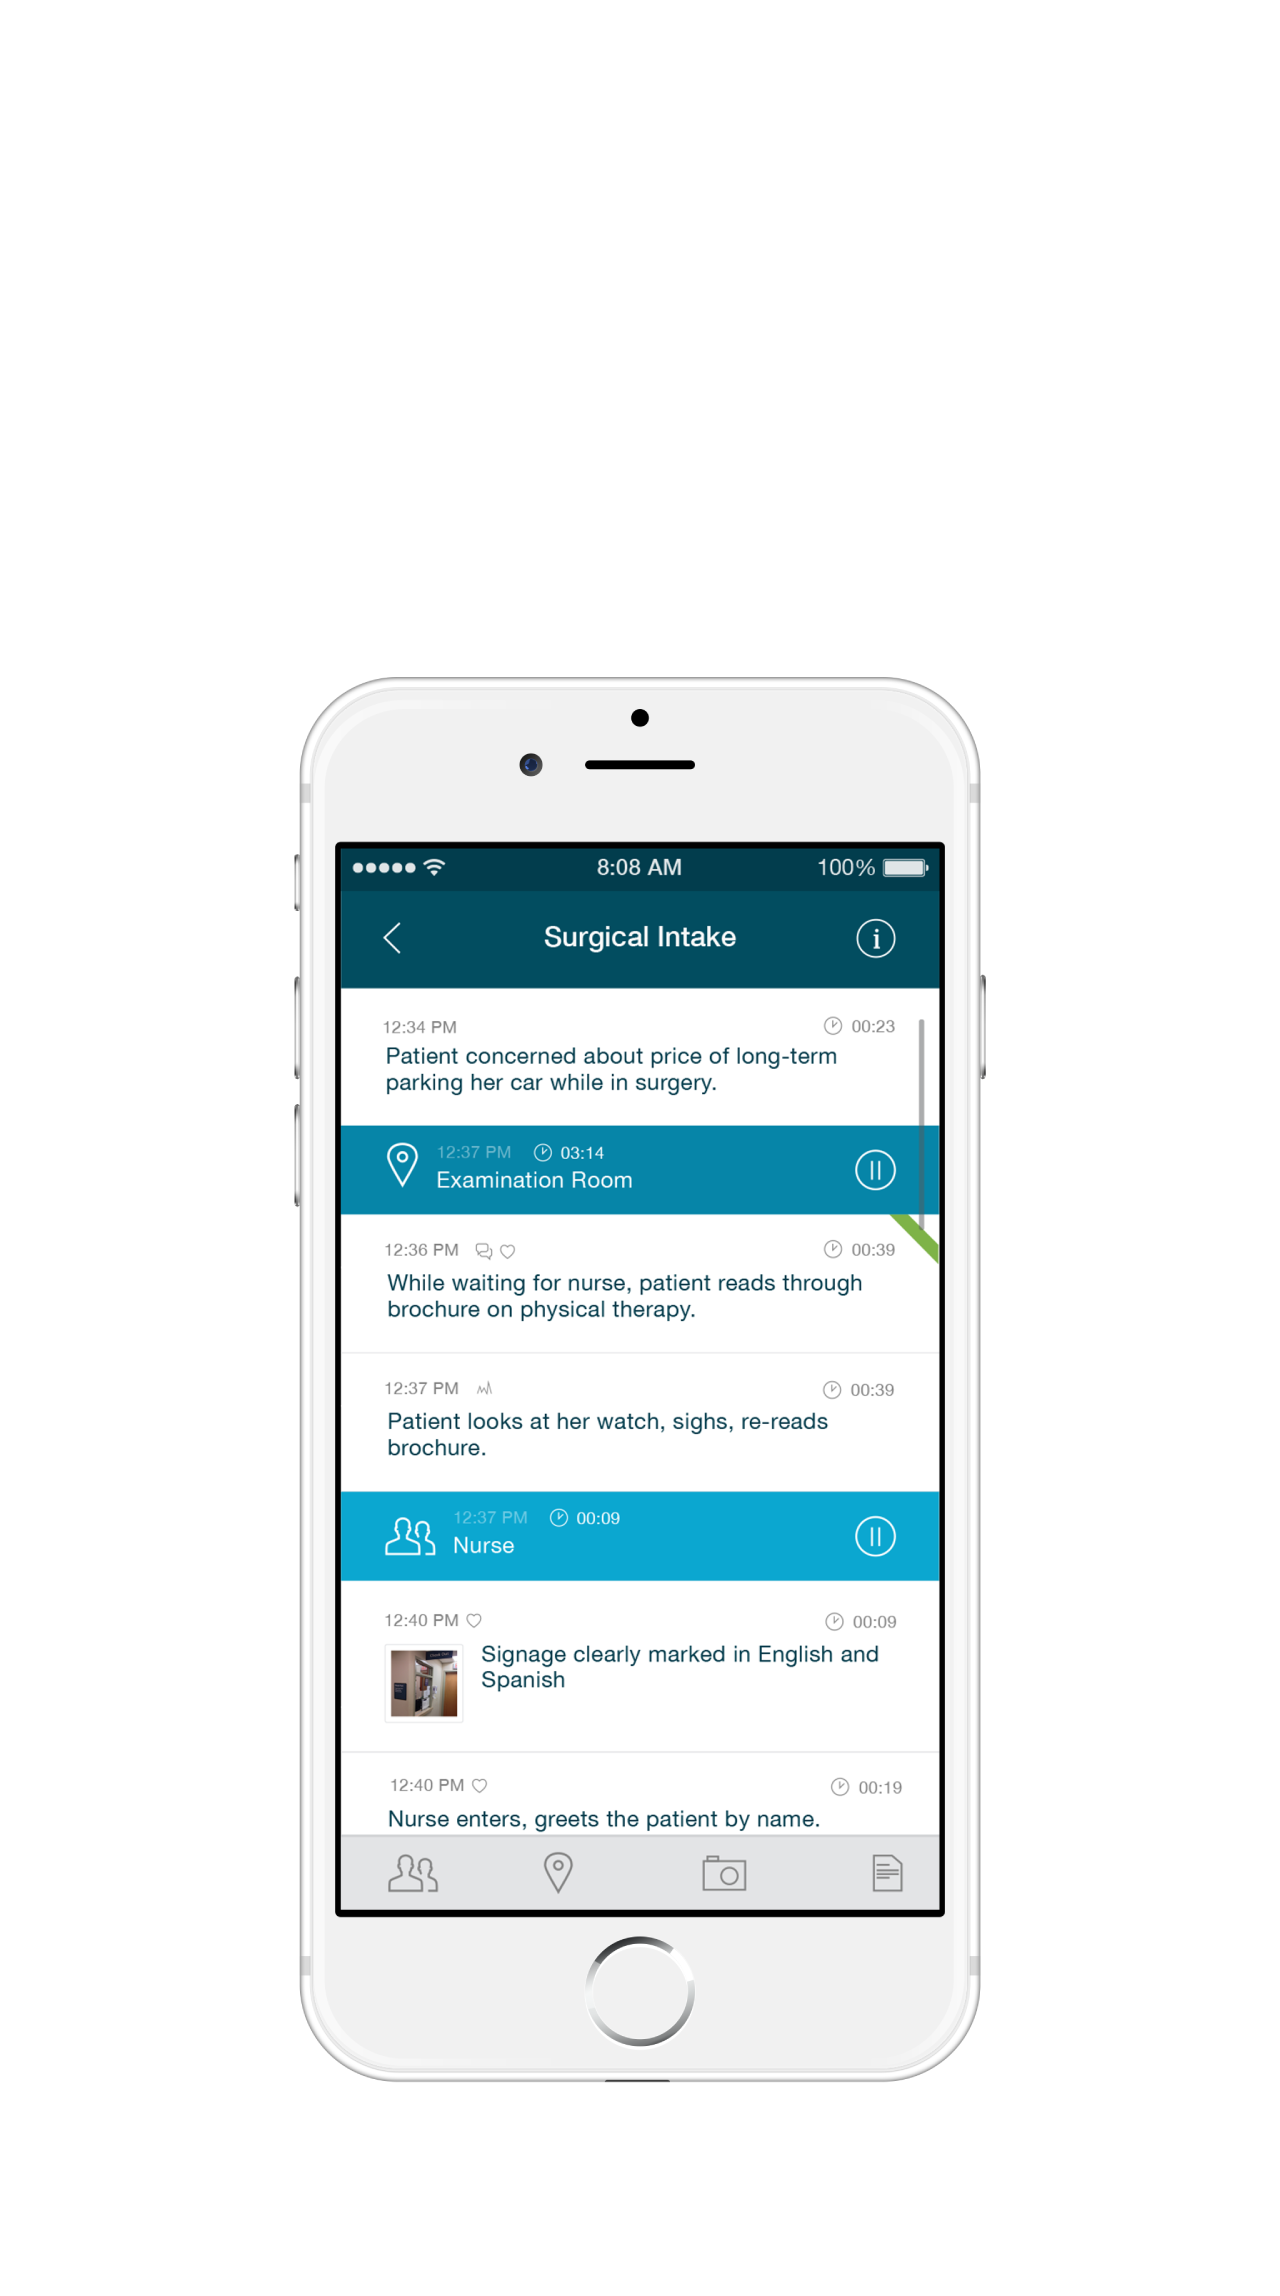 8:08 AM
100%
Surgical Intake
12:34 PM
00:23
Patient concerned about price of long-term
parking her car while in surgery.
12:37 PM
03:14
Examination Room
12:36 PM
00:39
While waiting for nurse, patient reads through
brochure on physical therapy.
12:37 PM
00:39
Patient looks at her watch, sighs, re-reads
brochure.
12:37 PM
00:09
Nurse
12:40 PM
00:09
Signage clearly marked in English and
Spanish
12:40 PM
00:19
Nurse enters, greets the patient by name.